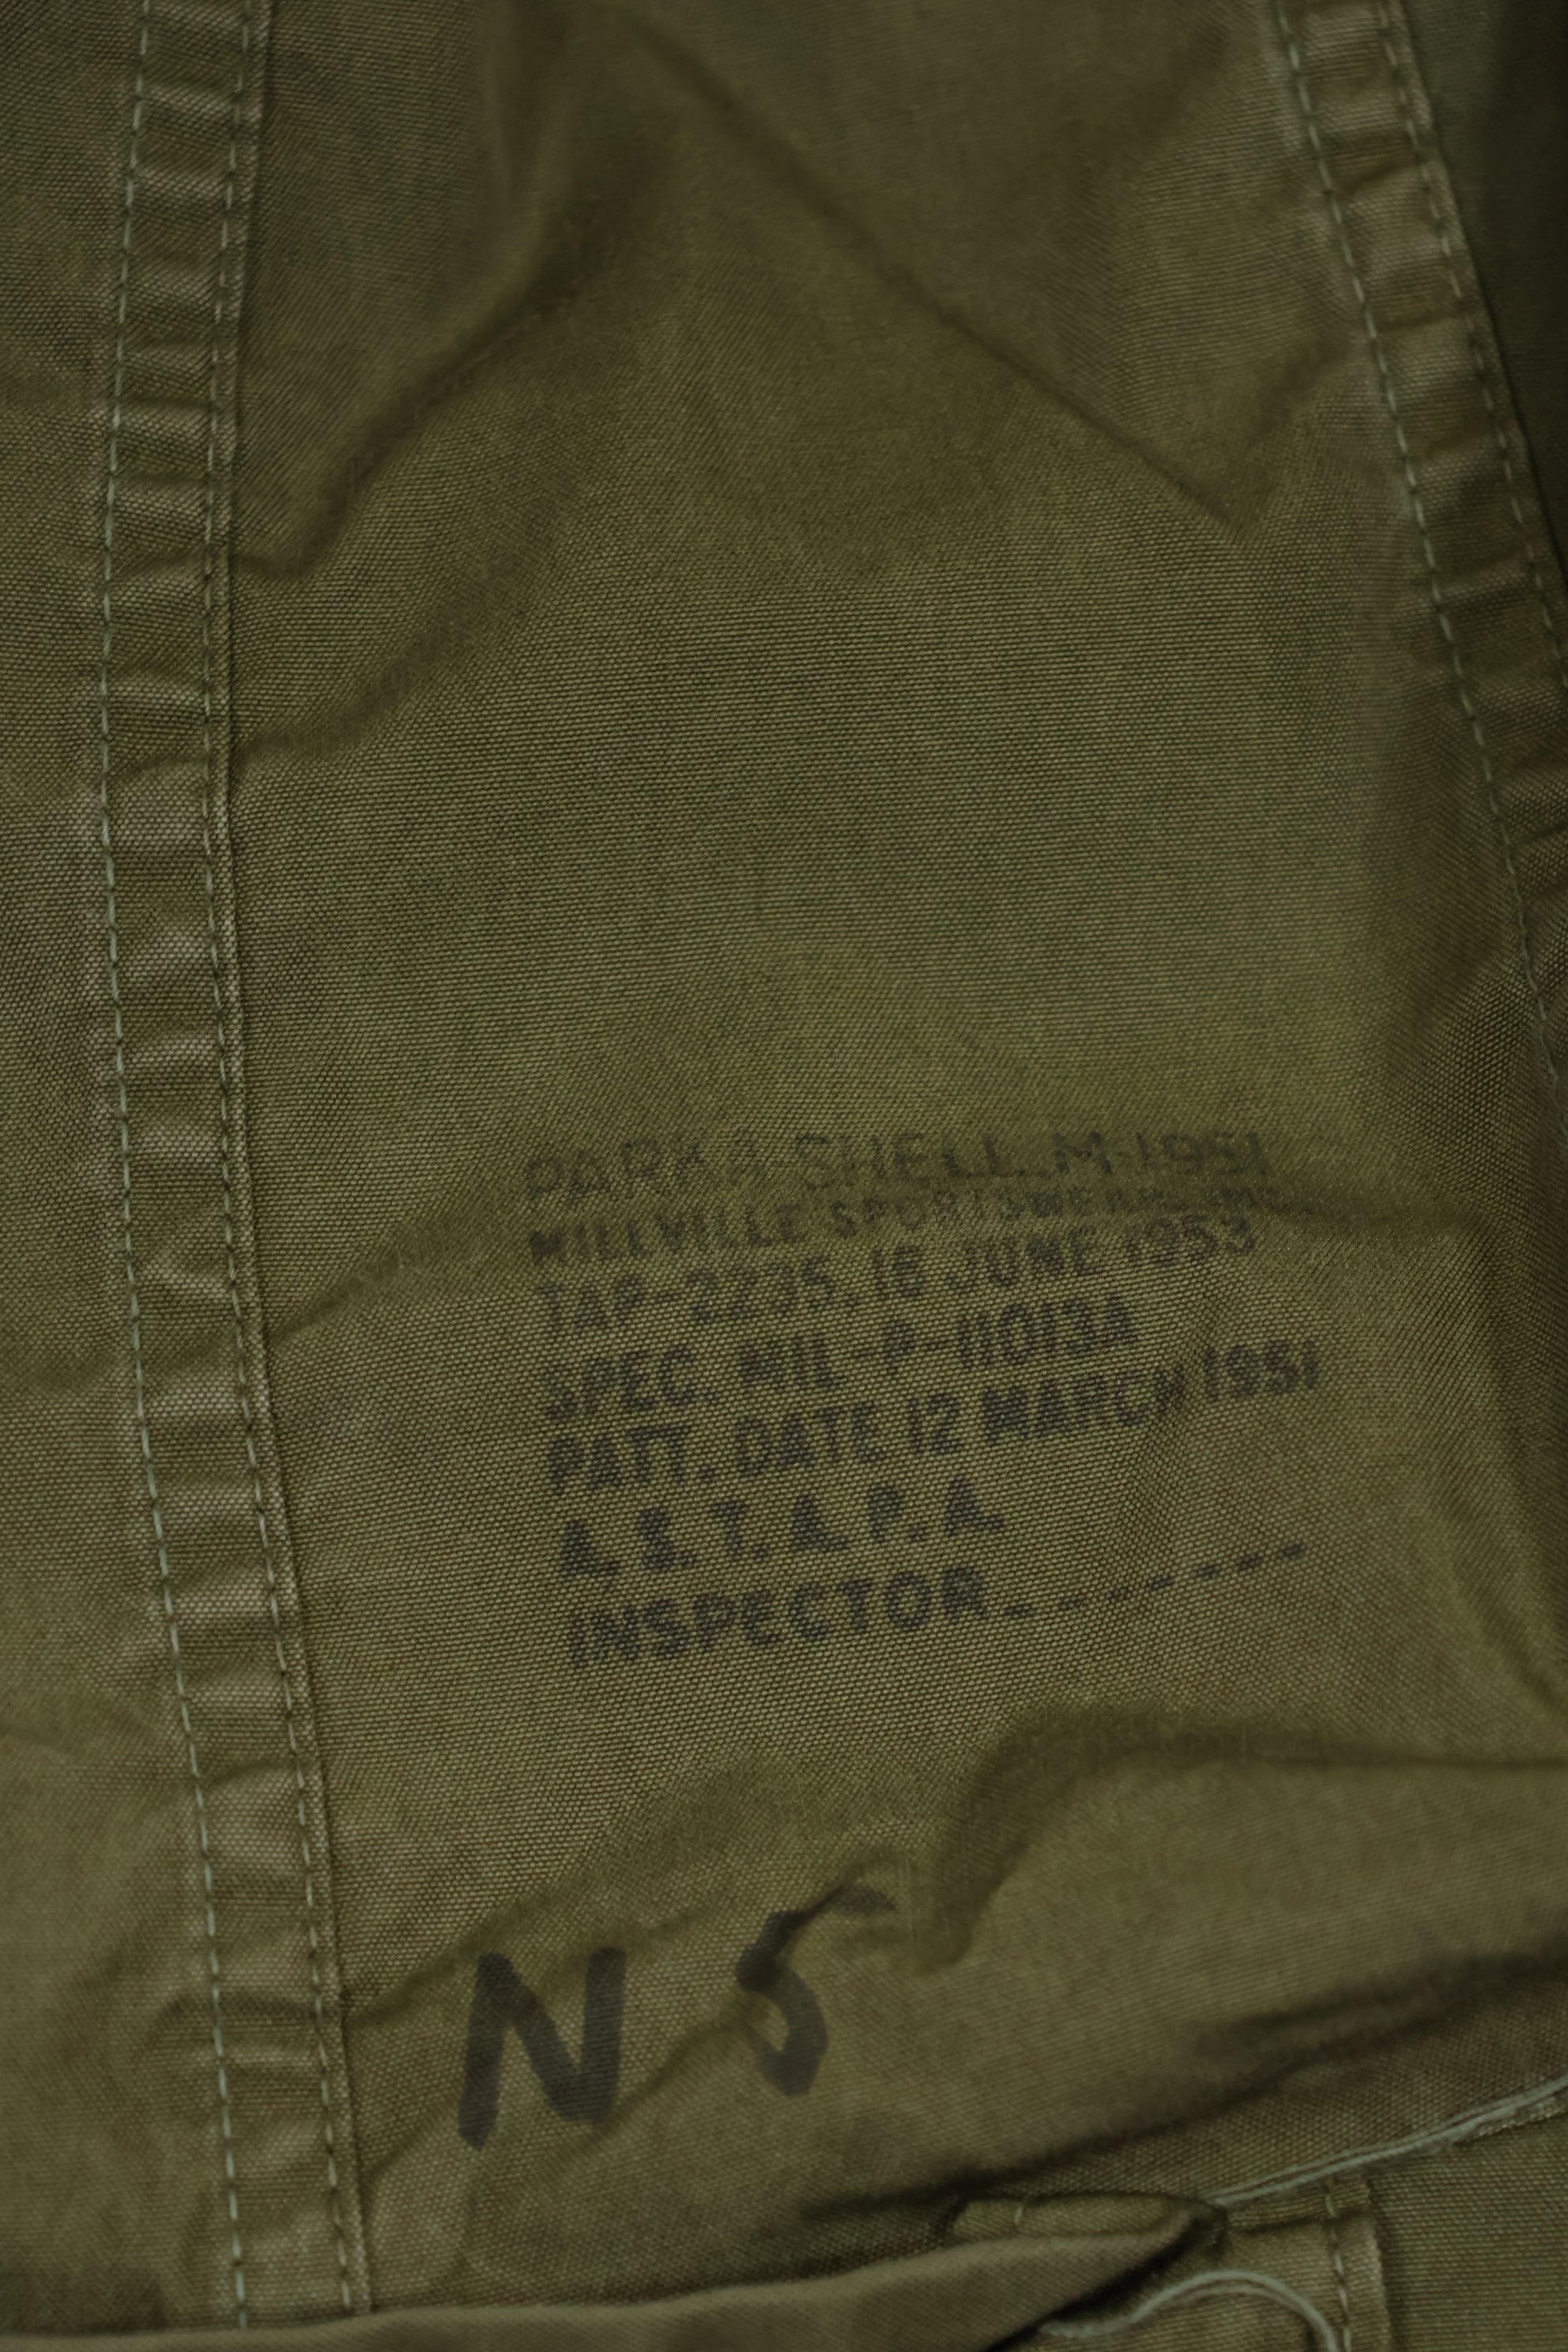 PARKA-SHELL M-1951
MILLVILLE SPORTSWEAR, INC.
TAP-2235, 16 JUNE 1953
SPEC. MIL-P-11013A
PATT. DATE 12 MARCH 1951
A. S. T. A. P. A.
INSPECTOR--------
N 5